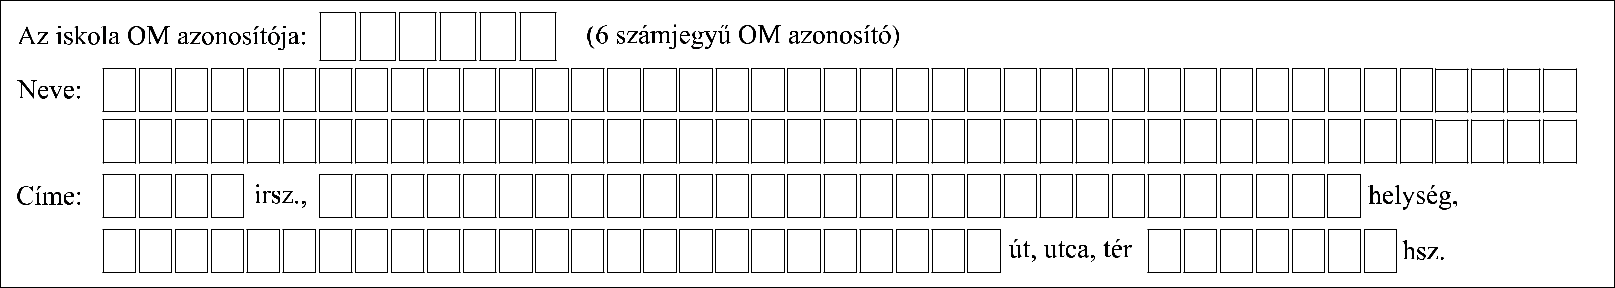 Az iskola OM azonosítója: (6 számjegyű OM azonosító)
Neve:
Címe: irsz., helység,
út, utca, tér hsz.